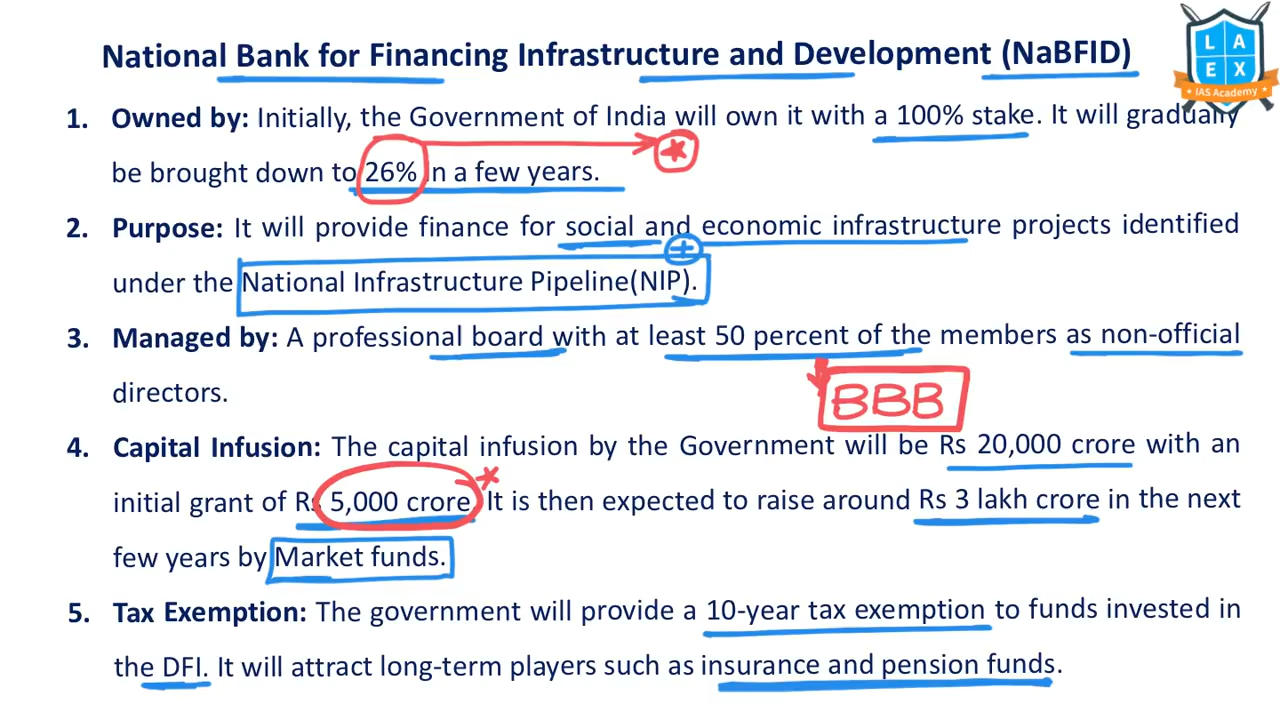 National Bank for Financing Infrastructure and Development (NaBFID)
L A
E X
IAS Academy
1. Owned by: Initially, the Government of India will own it with a 100% stake. It will gradually
be brought down to 26% in a few years.
2. Purpose: It will provide finance for social and economic infrastructure projects identified
under the National Infrastructure Pipeline(NIP).
3. Managed by: A professional board with at least 50 percent of the members as non-official
directors.
BBB
4. Capital Infusion: The capital infusion by the Government will be Rs 20,000 crore with an
initial grant of Rs 5,000 crore. It is then expected to raise around Rs 3 lakh crore in the next
few years by Market funds.
5. Tax Exemption: The government will provide a 10-year tax exemption to funds invested in
the DFI. It will attract long-term players such as insurance and pension funds.